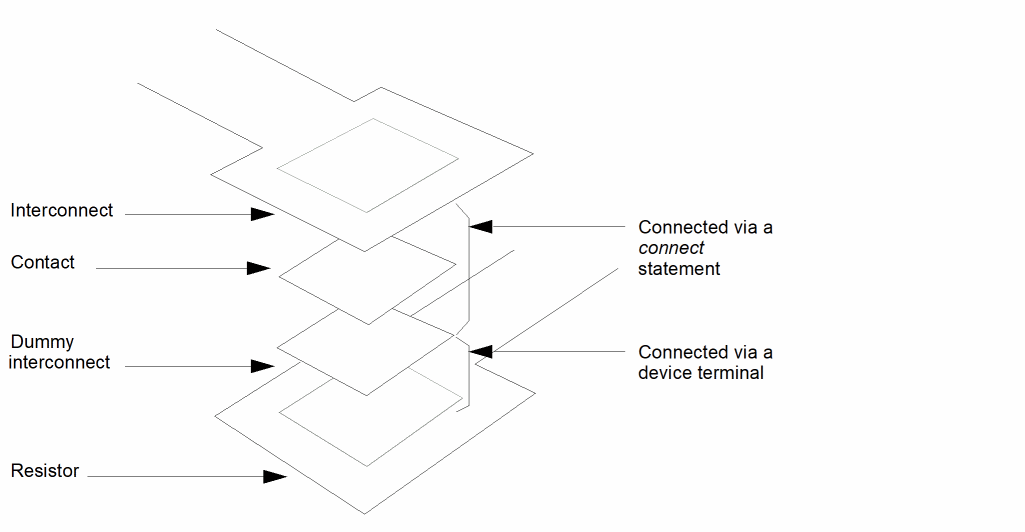 Interconnect
Contact
Dummy
interconnect
Resistor
Connected via a
connect
statement
Connected via a
device terminal